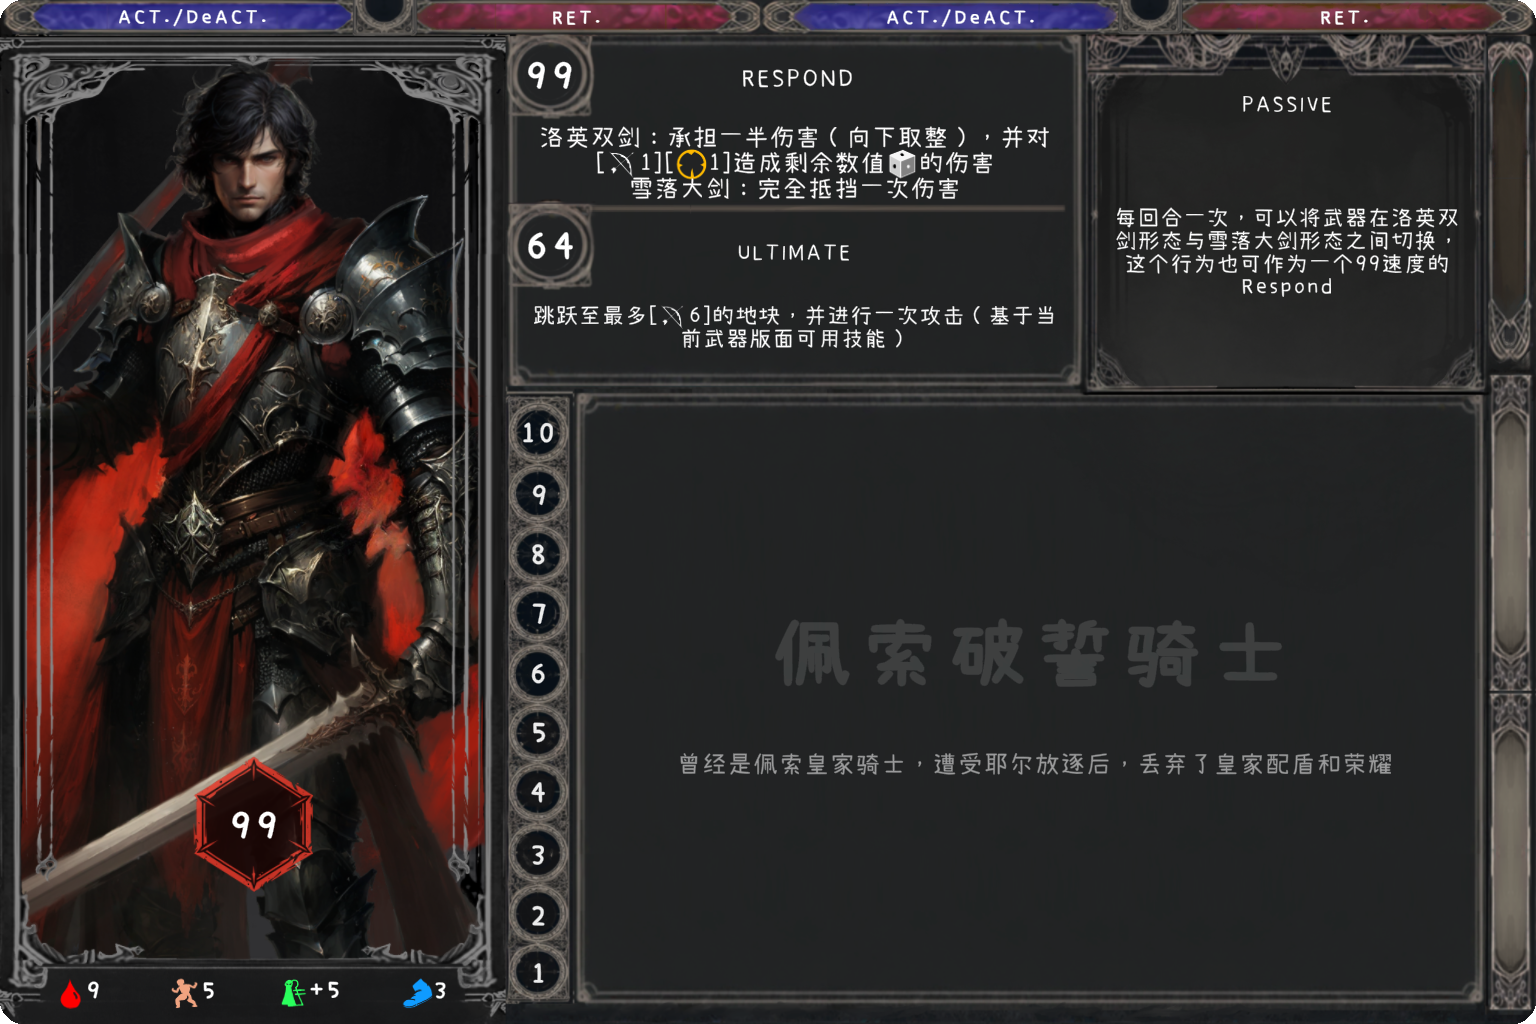 ACT./DeACT.
RET.
ACT./DeACT.
RET.
99
RESPOND
洛英双剑：承担一半伤害（向下取整），并对
[1][1]造成剩余数值的伤害
雪落大剑：完全抵挡一次伤害
64
ULTIMATE
跳跃至最多[6]的地块，并进行一次攻击（基于当
前武器版面可用技能）
PASSIVE
每回合一次，可以将武器在洛英双
剑形态与雪落大剑形态之间切换，
这个行为也可作为一个99速度的
Respond
10
9
8
7
6
5
4
3
2
1
佩索破誓骑士
曾经是佩索皇家骑士，遭受耶尔放逐后，丢弃了皇家配盾和荣耀
99
9
5
+5
3